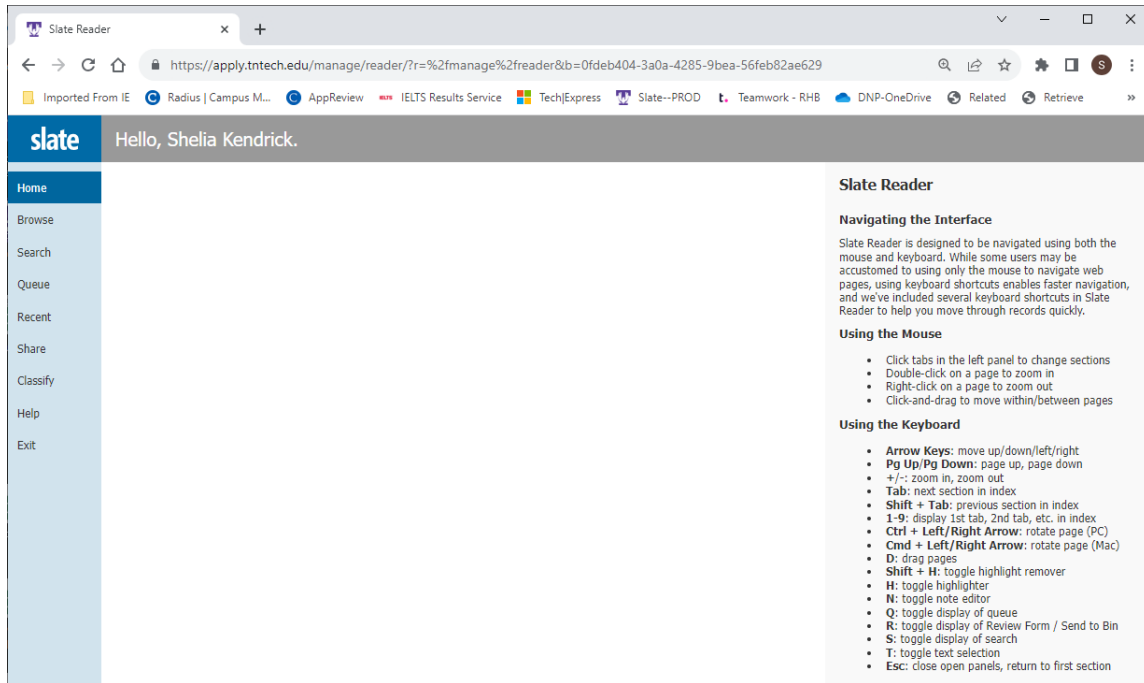 Slate Reader
https://apply.tntech.edu/manage/reader/?r=%2fmanage%2freader&b=0fdeb404-3a0a-4285-9bea-56feb82ae629
S
Imported From IE
Radius | Campus M...
AppReview
IELTS IELTS Results Service
Tech|Express
Slate--PROD
t. Teamwork - RHB
DNP-OneDrive
Related
Retrieve
»
slate
Hello, Shelia Kendrick.
Home
Browse
Search
Queue
Recent
Share
Classify
Help
Exit
Slate Reader
Navigating the Interface
Slate Reader is designed to be navigated using both the
mouse and keyboard. While some users may be
accustomed to using only the mouse to navigate web
pages, using keyboard shortcuts enables faster navigation,
and we've included several keyboard shortcuts in Slate
Reader to help you move through records quickly.
Using the Mouse
• Click tabs in the left panel to change sections
• Double-click on a page to zoom in
• Right-click on a page to zoom out
• Click-and-drag to move within/between pages
Using the Keyboard
• Arrow Keys: move up/down/left/right
• Pg Up/Pg Down: page up, page down
• +/-: zoom in, zoom out
• Tab: next section in index
• Shift + Tab: previous section in index
• 1-9: display 1st tab, 2nd tab, etc. in index
• Ctrl + Left/Right Arrow: rotate page (PC)
• Cmd + Left/Right Arrow: rotate page (Mac)
• D: drag pages
• Shift + H: toggle highlight remover
• H: toggle highlighter
• N: toggle note editor
• Q: toggle display of queue
• R: toggle display of Review Form / Send to Bin
• S: toggle display of search
• T: toggle text selection
• Esc: close open panels, return to first section